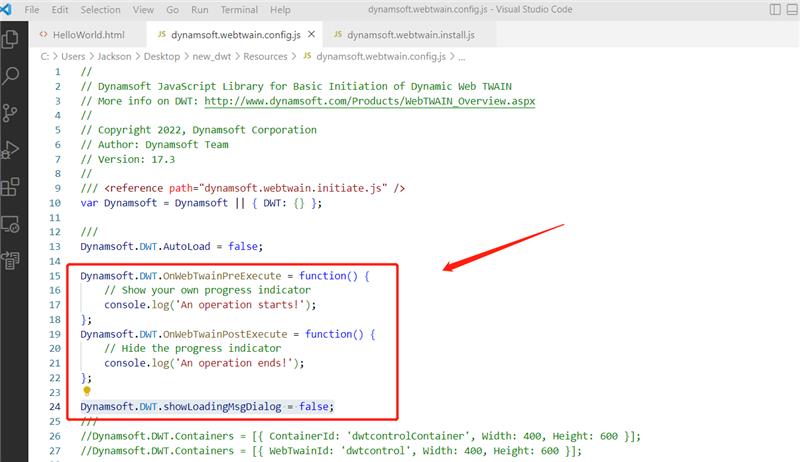 File Edit Selection View Go Run Terminal Help dynamsoft.webtwain.config.js - Visual Studio Code
HelloWorld.html JS dynamsoft.webtwain.config.js JS dynamsoft.webtwain.install.js
C: > Users > Jackson > Desktop > new_dwt > Resources > JS dynamsoft.webtwain.config.js > ...
1 //
2 // Dynamsoft JavaScript Library for Basic Initiation of Dynamic Web TWAIN
3 // More info on DWT: http://www.dynamsoft.com/Products/WebTWAIN_Overview.aspx
4 //
5 // Copyright 2022, Dynamsoft Corporation
6 // Author: Dynamsoft Team
7 // Version: 17.3
8 //
9 /// <reference path="dynamsoft.webtwain.initiate.js" />
10 var Dynamsoft = Dynamsoft || { DWT: {} };
11
12 ///
13 Dynamsoft.DWT.AutoLoad = false;
14
15 Dynamsoft.DWT.OnWebTwainPreExecute = function() {
16 // Show your own progress indicator
17 console.log('An operation starts!');
18 };
19 Dynamsoft.DWT.OnWebTwainPostExecute = function() {
20 // Hide the progress indicator
21 console.log('An operation ends!');
22 };
23
24 Dynamsoft.DWT.showLoadingMsgDialog = false;
25 ///
26 //Dynamsoft.DWT.Containers = [{ ContainerId: 'dwtcontrolContainer', Width: 400, Height: 600 }];
27 //Dynamsoft.DWT.Containers = [{ WebTwainId: 'dwtcontrol', Width: 400, Height: 600 }];
28